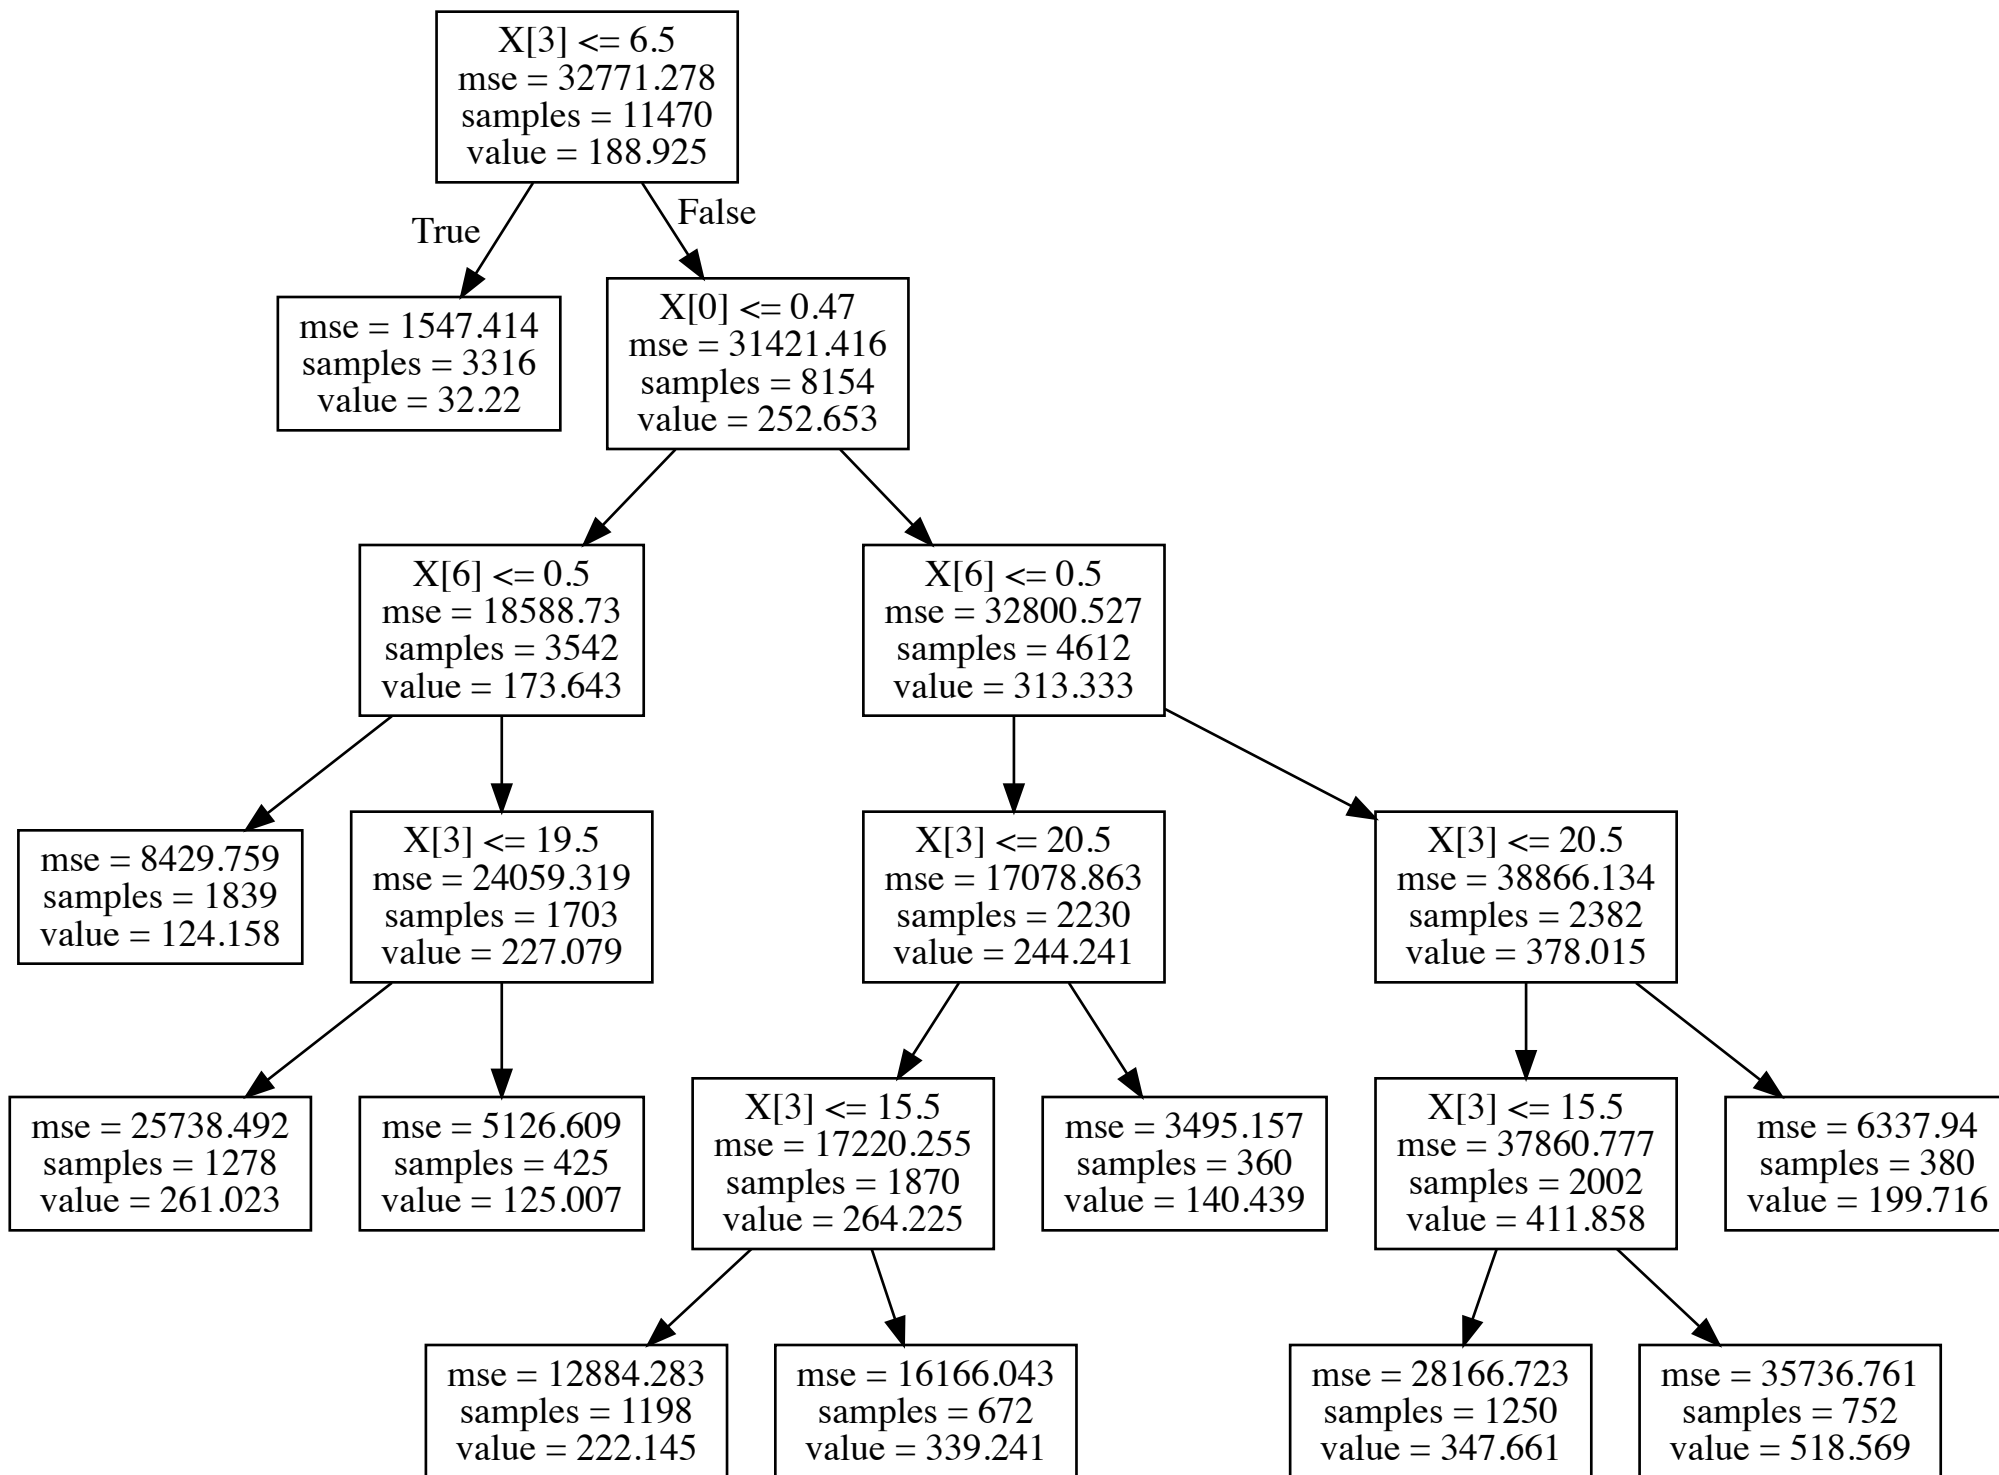 X[3] <= 6.5
mse = 32771.278
samples = 11470
value = 188.925
True
False
mse = 1547.414
samples = 3316
value = 32.22
X[0] <= 0.47
mse = 31421.416
samples = 8154
value = 252.653
X[6] <= 0.5
mse = 18588.73
samples = 3542
value = 173.643
X[6] <= 0.5
mse = 32800.527
samples = 4612
value = 313.333
mse = 8429.759
samples = 1839
value = 124.158
X[3] <= 19.5
mse = 24059.319
samples = 1703
value = 227.079
X[3] <= 20.5
mse = 17078.863
samples = 2230
value = 244.241
X[3] <= 20.5
mse = 38866.134
samples = 2382
value = 378.015
mse = 25738.492
samples = 1278
value = 261.023
mse = 5126.609
samples = 425
value = 125.007
X[3] <= 15.5
mse = 17220.255
samples = 1870
value = 264.225
mse = 3495.157
samples = 360
value = 140.439
X[3] <= 15.5
mse = 37860.777
samples = 2002
value = 411.858
mse = 6337.94
samples = 380
value = 199.716
mse = 12884.283
samples = 1198
value = 222.145
mse = 16166.043
samples = 672
value = 339.241
mse = 28166.723
samples = 1250
value = 347.661
mse = 35736.761
samples = 752
value = 518.569